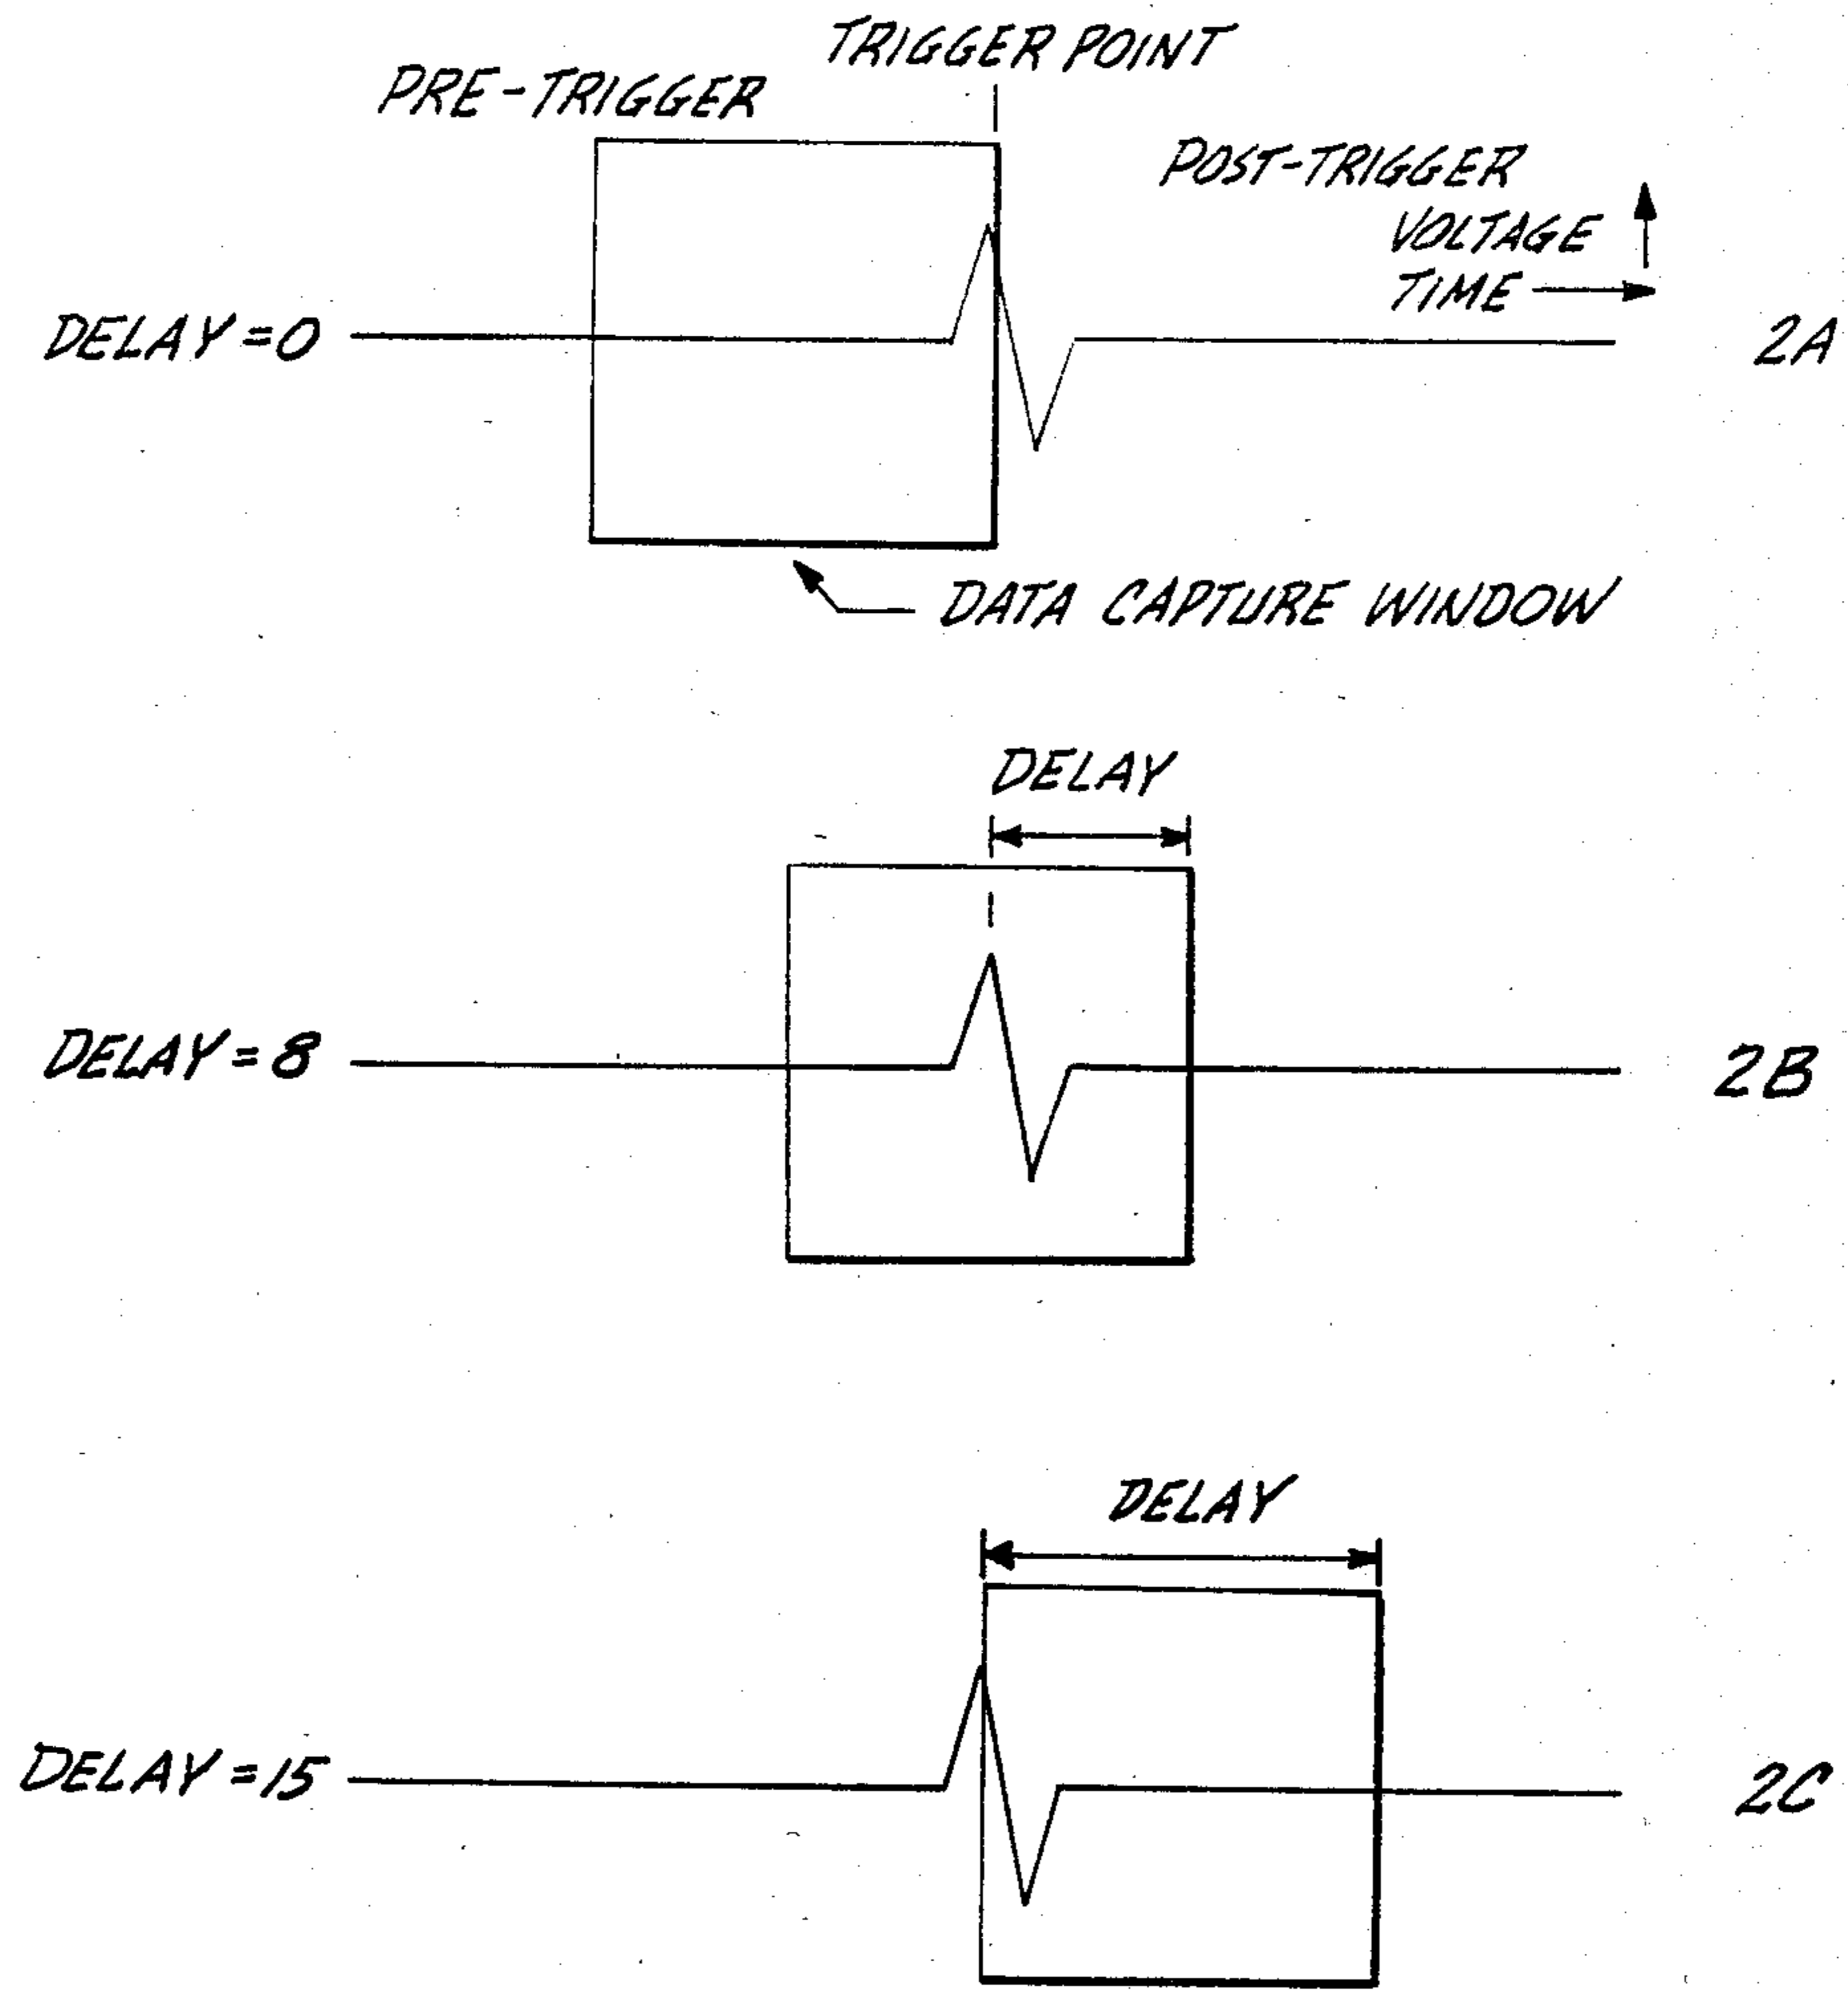 TRIGGER POINT
PRE-TRIGGER
POST-TRIGGER
VOLTAGE
TIME
DELAY=0
2A
DATA CAPTURE WINDOW
DELAY
DELAY=8
2B
DELAY
DELAY=15
2C